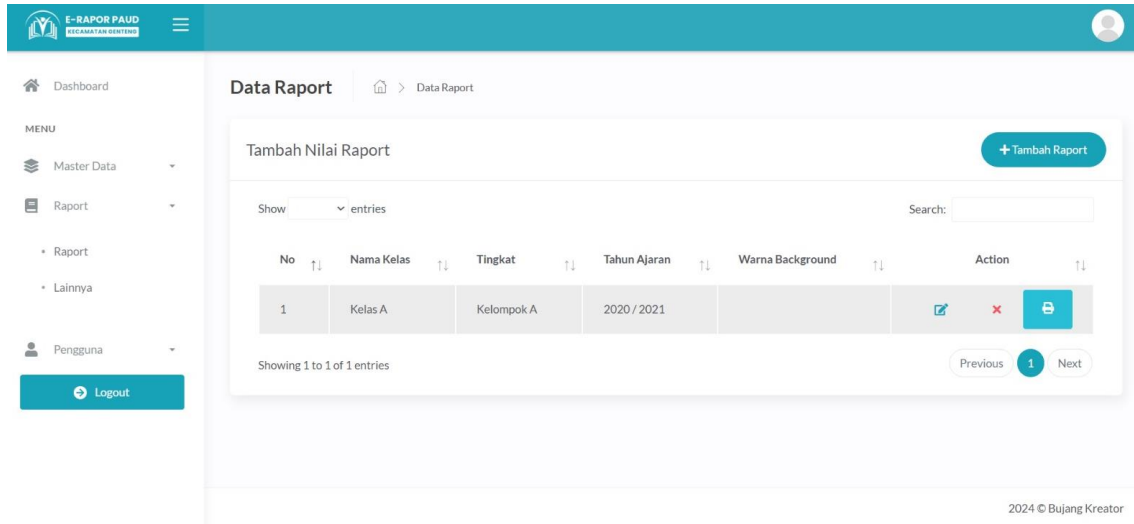 E-RAPOR PAUD
KECAMATAN GENTENG
Dashboard
MENU
Master Data
Raport
Raport
Lainnya
Pengguna
Logout
Data Raport > Data Raport
Tambah Nilai Raport
+ Tambah Raport
Show entries
Search:
No Nama Kelas Tingkat Tahun Ajaran Warna Background Action
1 Kelas A Kelompok A 2020 / 2021
Showing 1 to 1 of 1 entries
Previous 1 Next
2024 © Bujang Kreator